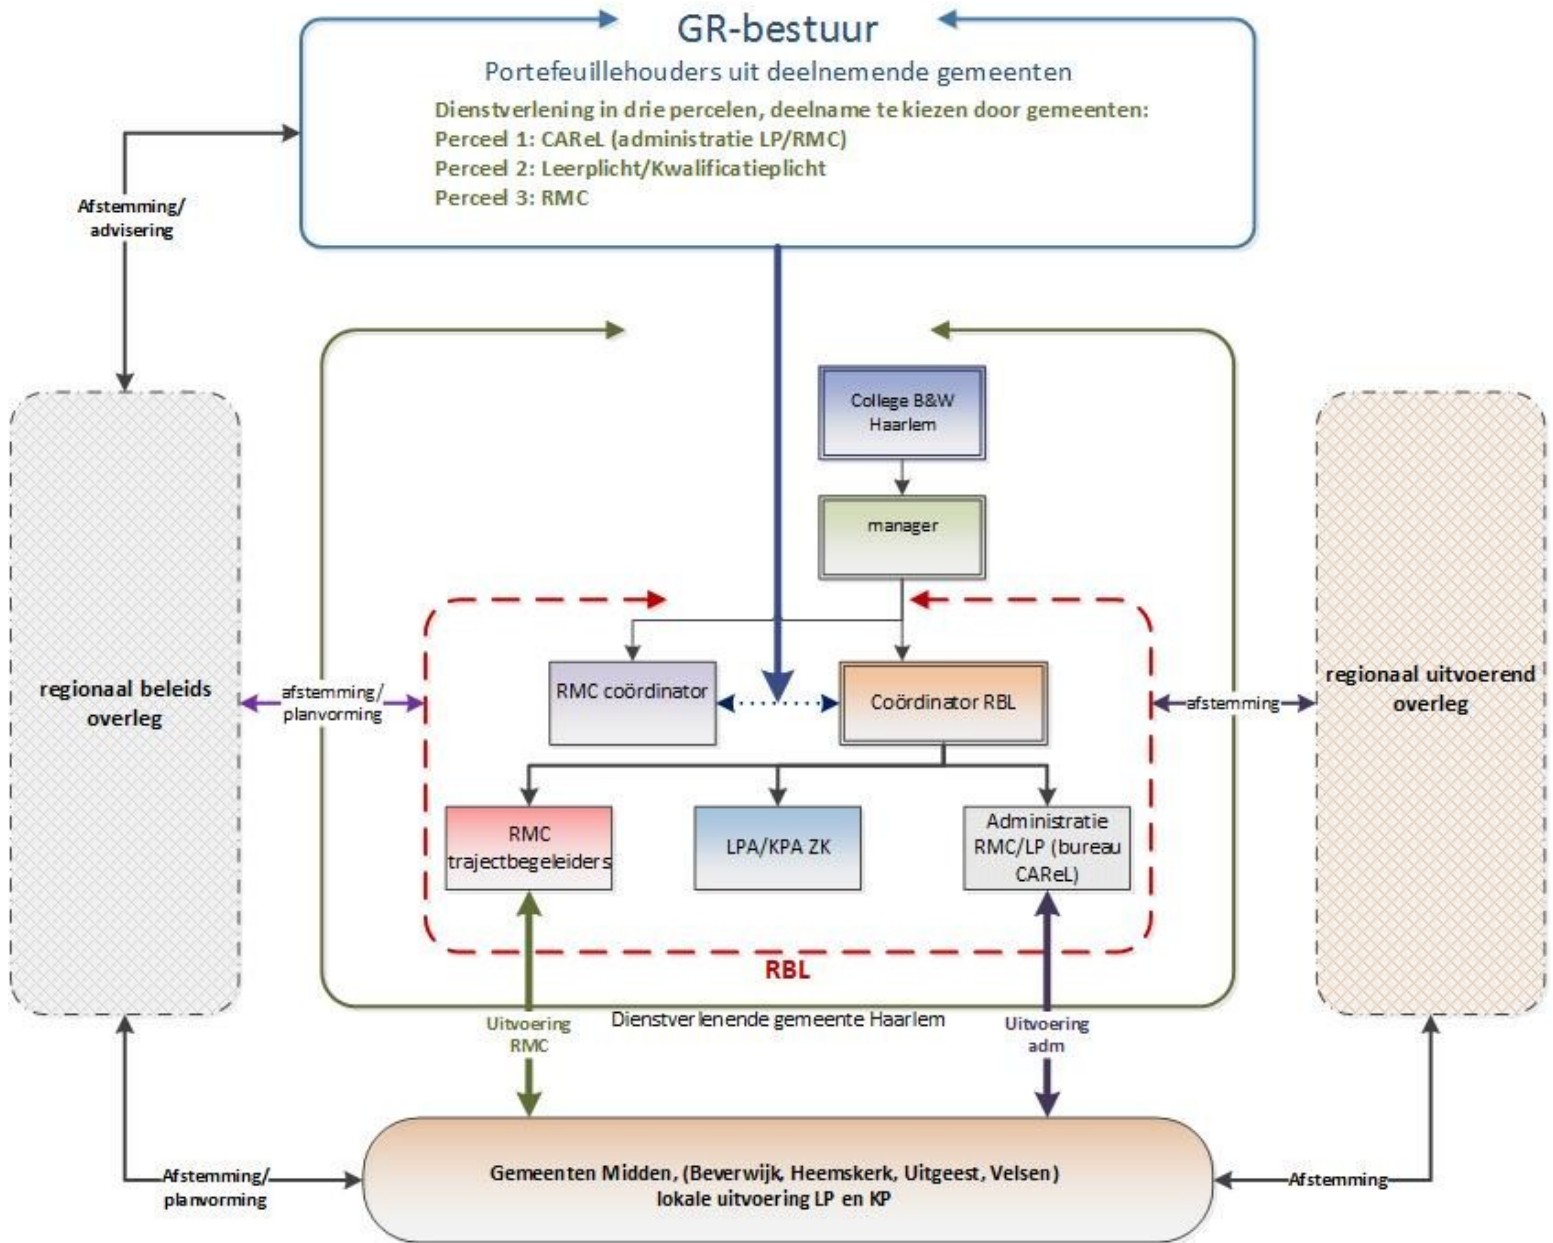 GR-bestuur
Portefeuillehouders uit deelnemende gemeenten
Dienstverlening in drie percelen, deelname te kiezen door gemeenten:
Perceel 1: CAReL (administratie LP/RMC)
Perceel 2: Leerplicht/Kwalificatieplicht
Perceel 3: RMC
Afstemming/
advisering
College B&W
Haarlem
manager
regionaal beleids
overleg
afstemming/
planvorming
RMC coördinator
Coördinator RBL
afstemming
regionaal uitvoerend
overleg
RMC
trajectbegeleiders
LPA/KPA ZK
Administratie
RMC/LP (bureau
CAReL)
RBL
Dienstverlenende gemeente Haarlem
Uitvoering
RMC
Uitvoering
adm
Afstemming/
planvorming
Gemeenten Midden, (Beverwijk, Heemskerk, Uitgeest, Velsen)
lokale uitvoering LP en KP
Afstemming